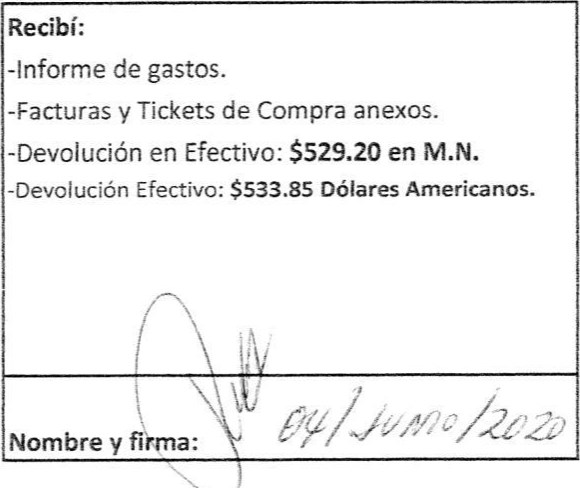 Recibí:
-Informe de gastos.
-Facturas y Tickets de Compra anexos.
-Devolución en Efectivo: $529.20 en M.N.
-Devolución Efectivo: $533.85 Dólares Americanos.
Nombre y firma: 04/Junio/2020